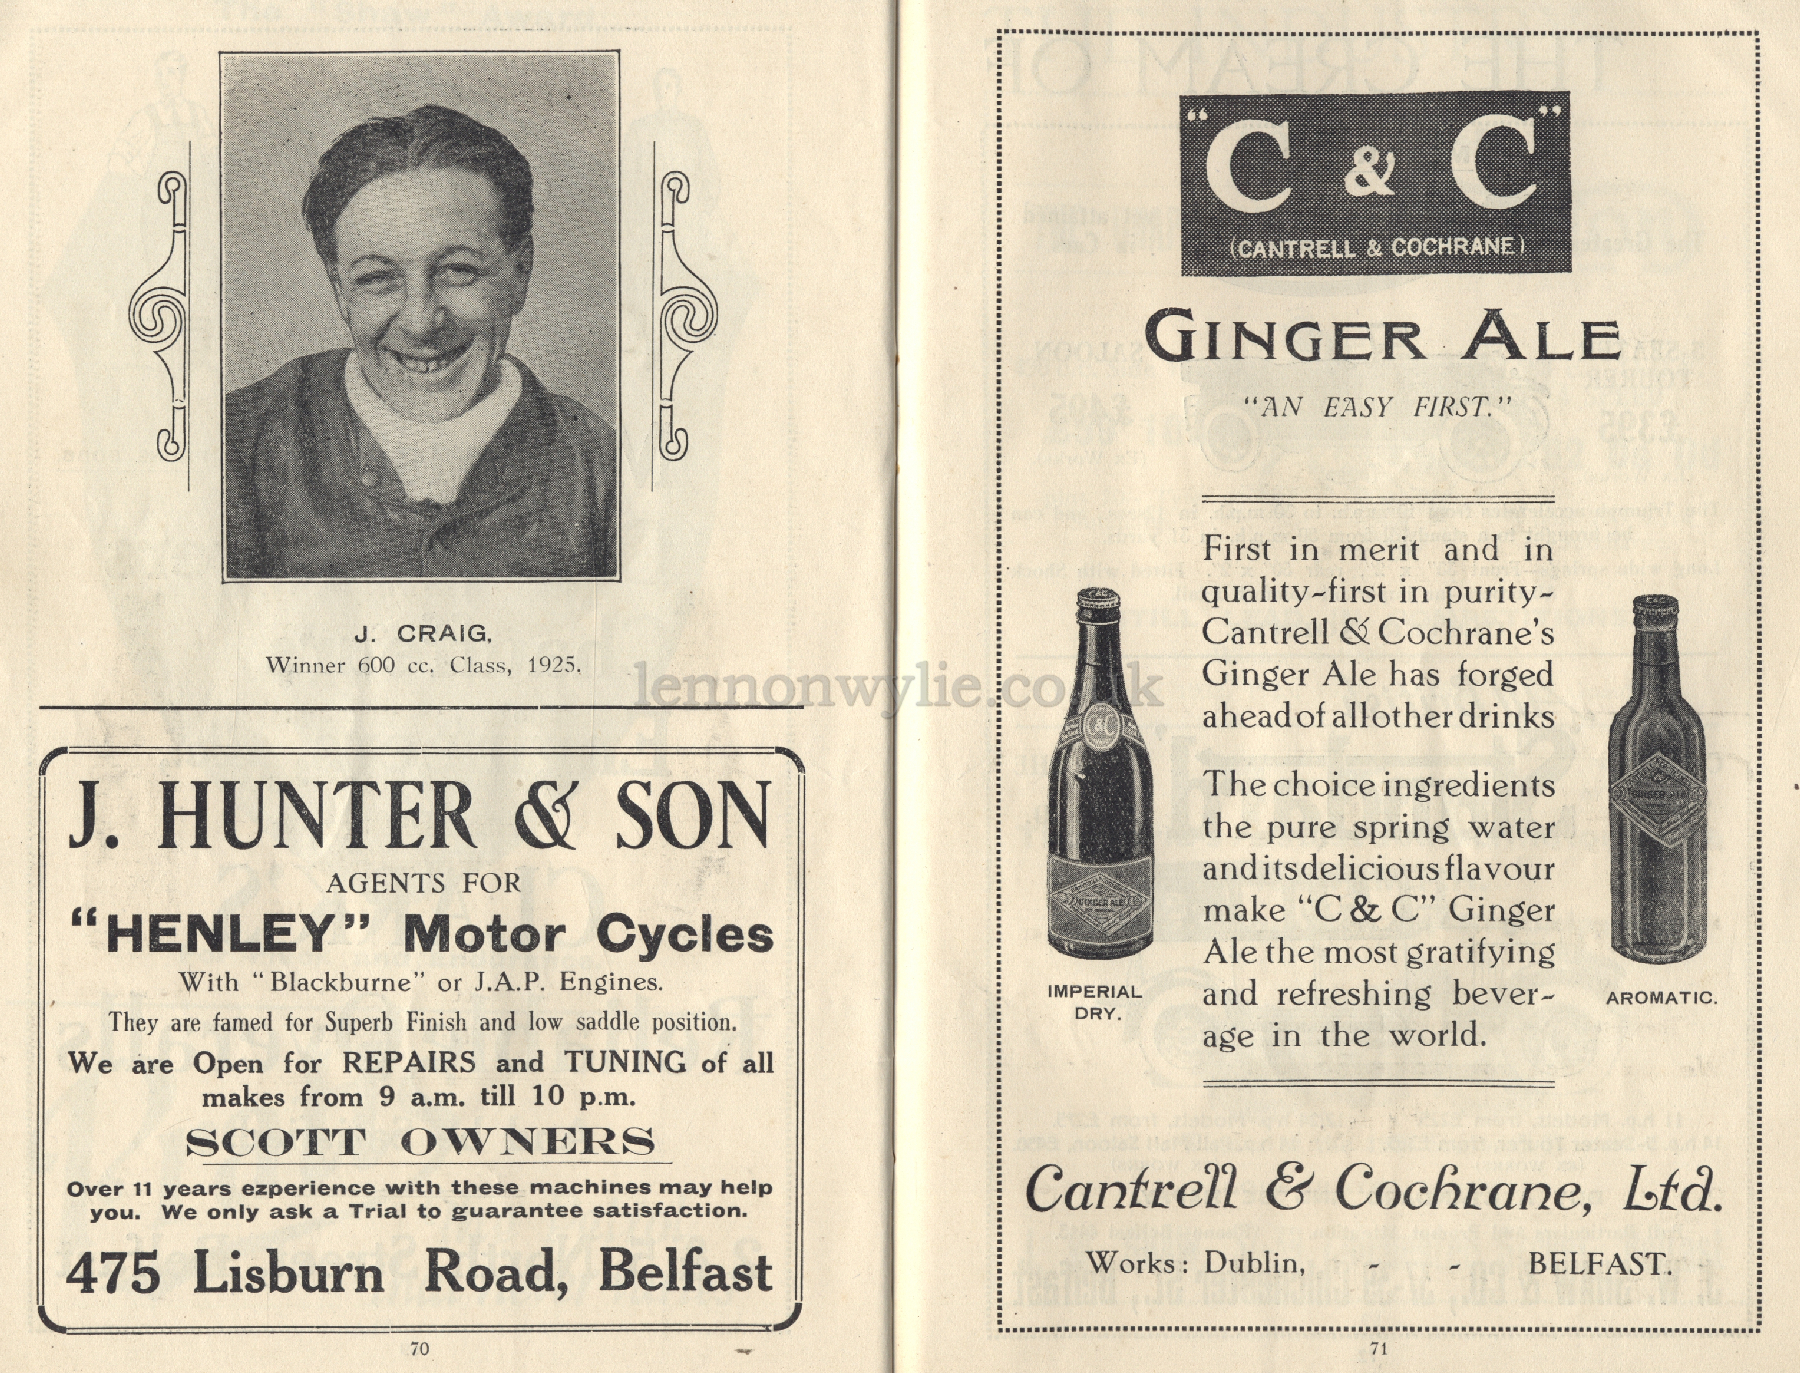 J. CRAIG,
Winner 600 cc. Class, 1925.
J. HUNTER & SON
AGENTS FOR
"HENLEY" Motor Cycles
With "Blackburne" or J.A.P. Engines.
They are famed for Superb Finish and low saddle position.
We are Open for REPAIRS and TUNING of all
makes from 9 a.m. till 10 p.m.
SCOTT OWNERS
Over 11 years experience with these machines may help
you. We only ask a Trial to guarantee satisfaction.
475 Lisburn Road, Belfast
70
"C & C"
(CANTRELL & COCHRANE)
GINGER ALE
"AN EASY FIRST."
First in merit and in
quality-first in purity-
Cantrell & Cochrane's
Ginger Ale has forged
ahead of all other drinks
The choice ingredients
the pure spring water
and its delicious flavour
make "C & C" Ginger
Ale the most gratifying
and refreshing bever-
age in the world.
C&C
GINGER ALE
IMPERIAL
DRY.
GINGER ALE
AROMATIC.
Cantrell & Cochrane, Ltd.
Works: Dublin, - - BELFAST.
71
lennonwylie.co.uk